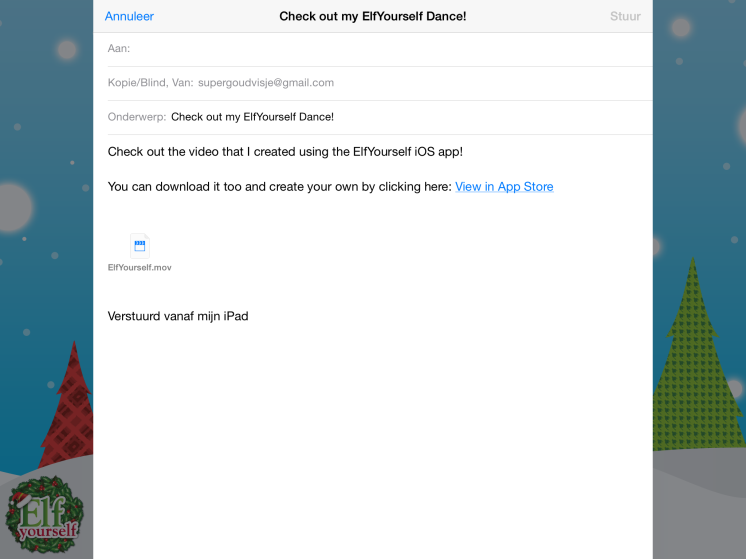 Annuleer Check out my ElfYourself Dance! Stuur
Aan:
Kopie/Blind, Van: supergoudvisje@gmail.com
Onderwerp: Check out my ElfYourself Dance!
Check out the video that I created using the ElfYourself iOS app!
You can download it too and create your own by clicking here: View in App Store
ElfYourself.mov
Verstuurd vanaf mijn iPad
Elf
yourself